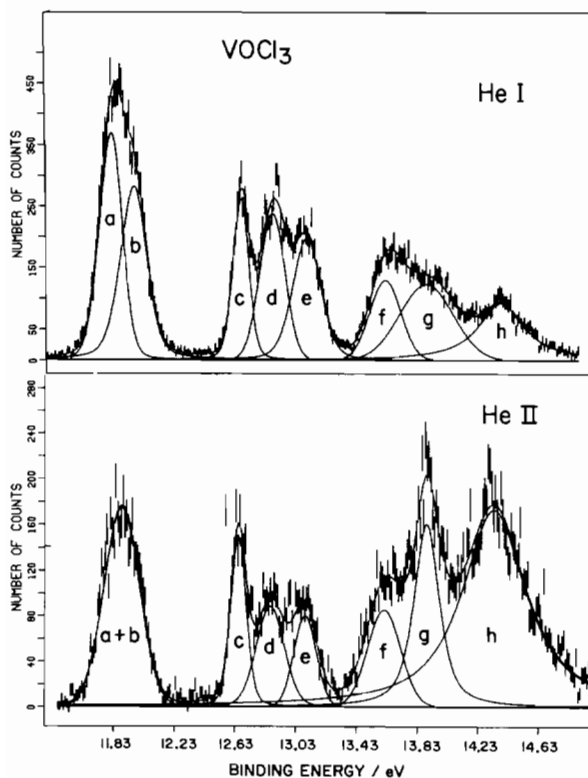 VOCl3
He I
NUMBER OF COUNTS
450
350
250
150
50
0
a
b
c
d
e
f
g
h
He II
NUMBER OF COUNTS
280
240
200
160
120
80
40
0
a+b
c
d
e
f
g
h
11,83 12,23 12,63 13,03 13,43 13,83 14,23 14,63
BINDING ENERGY / eV